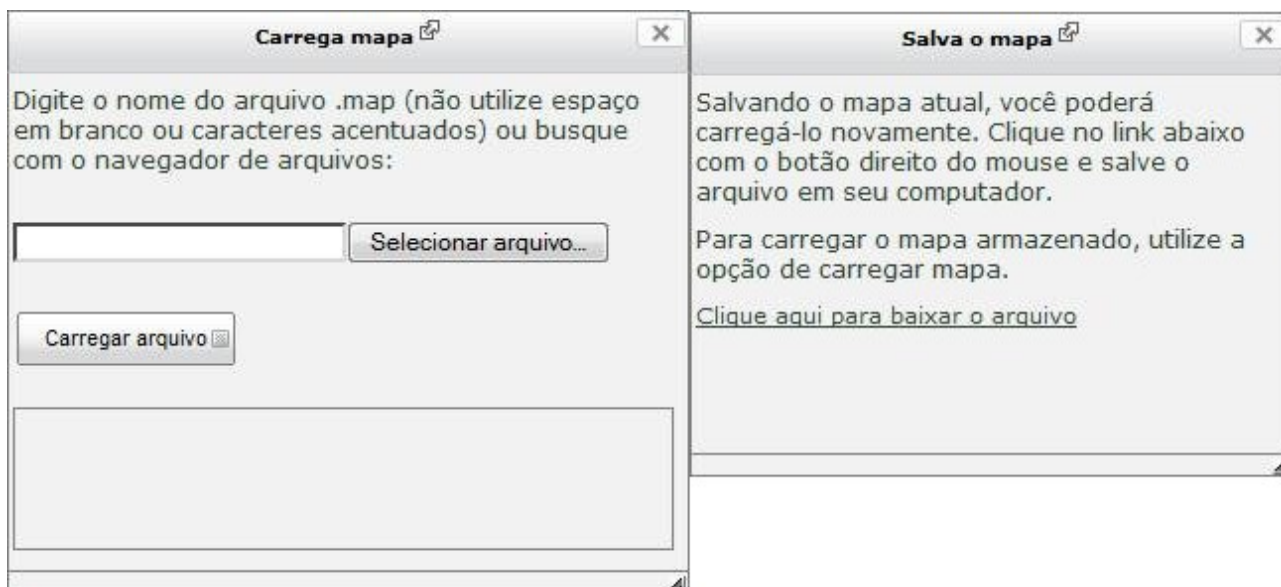 Carrega mapa
Digite o nome do arquivo .map (não utilize espaço
em branco ou caracteres acentuados) ou busque
com o navegador de arquivos:
Selecionar arquivo...
Carregar arquivo
Salva o mapa
Salvando o mapa atual, você poderá
carregá-lo novamente. Clique no link abaixo
com o botão direito do mouse e salve o
arquivo em seu computador.
Para carregar o mapa armazenado, utilize a
opção de carregar mapa.
Clique aqui para baixar o arquivo